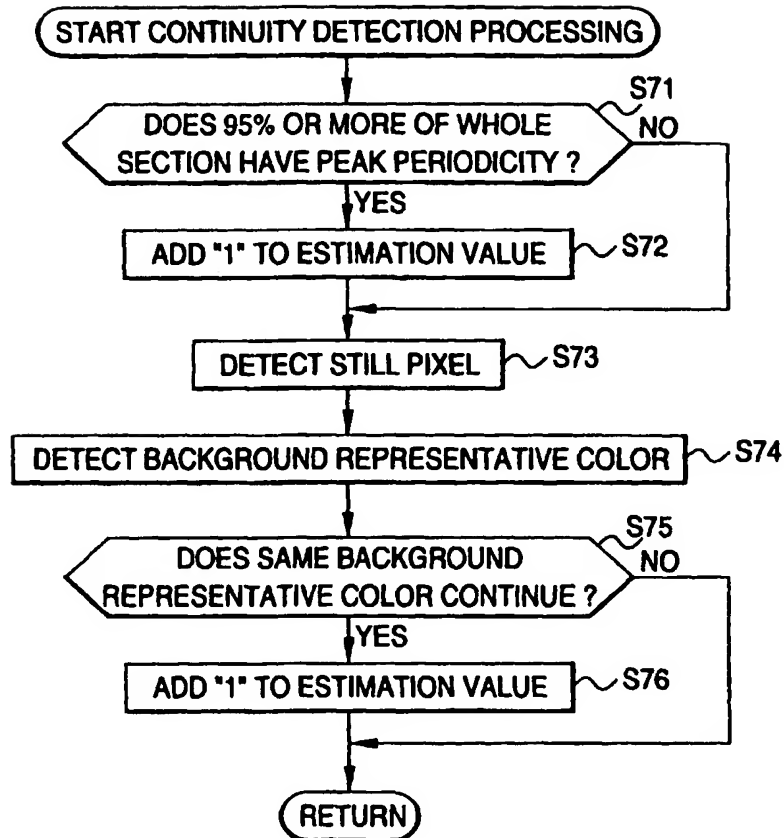 START CONTINUITY DETECTION PROCESSING
S71
DOES 95% OR MORE OF WHOLE
SECTION HAVE PEAK PERIODICITY ?
NO
YES
ADD "1" TO ESTIMATION VALUE
S72
DETECT STILL PIXEL
S73
DETECT BACKGROUND REPRESENTATIVE COLOR
S74
S75
DOES SAME BACKGROUND
REPRESENTATIVE COLOR CONTINUE ?
NO
YES
ADD "1" TO ESTIMATION VALUE
S76
RETURN